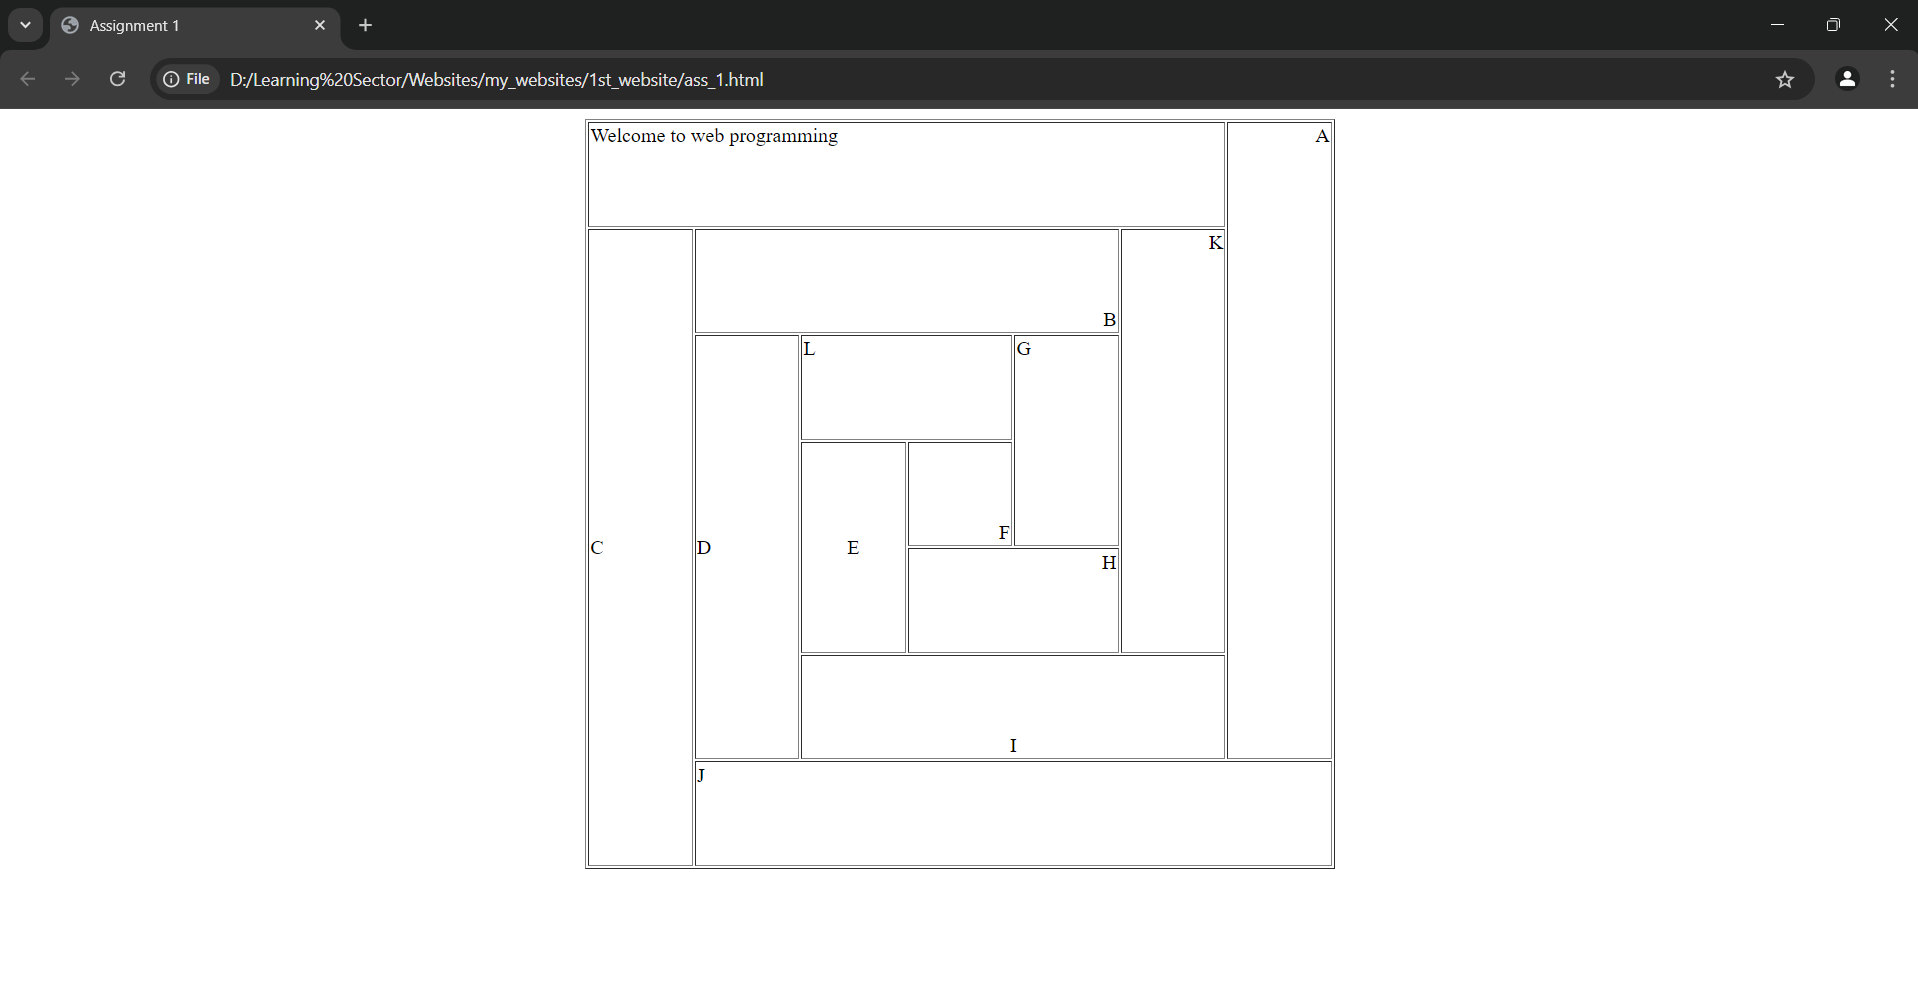 Assignment 1
File D:/Learning%20Sector/Websites/my_websites/1st_website/ass_1.html
Welcome to web programming
A
K
B
L
G
F
C
D
E
H
I
J